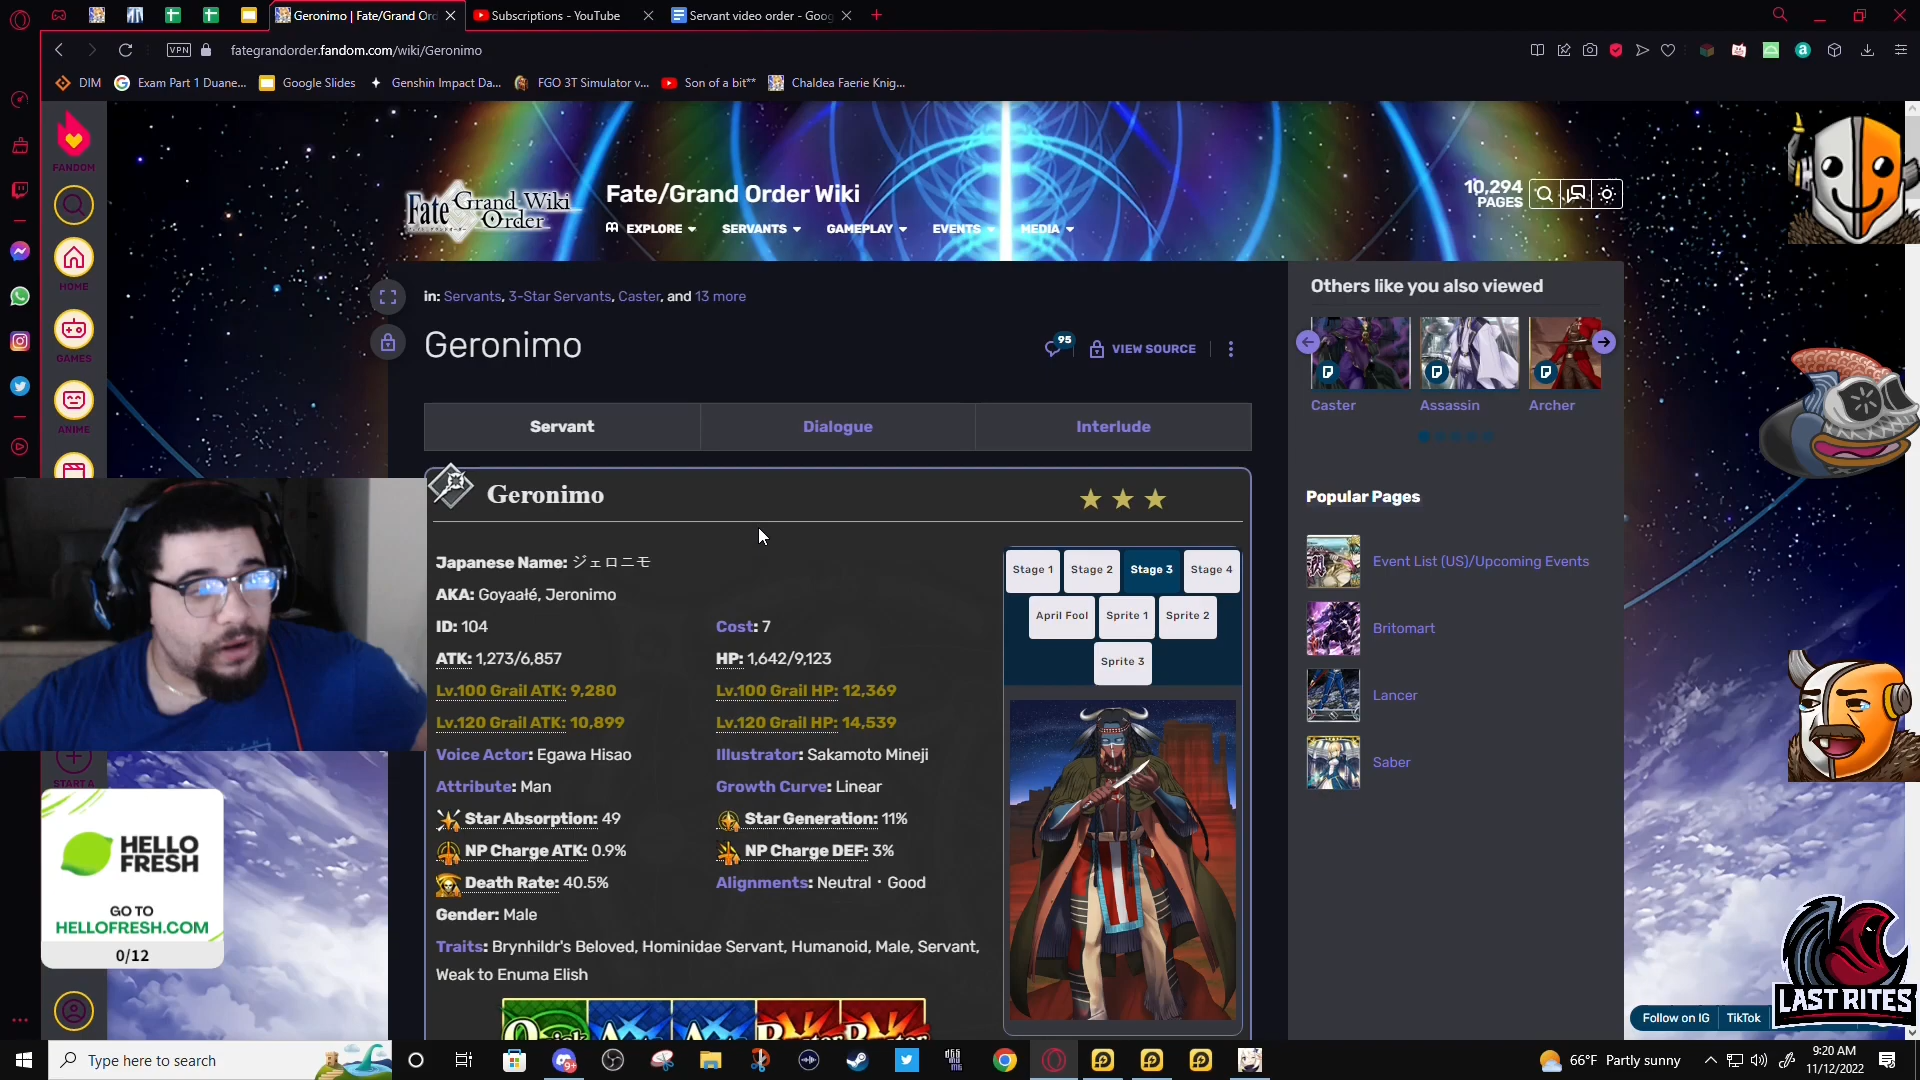 Geronimo | Fate/Grand Ord
Subscriptions - YouTube
Servant video order - Goog
VPN
fategrandorder.fandom.com/wiki/Geronimo
DIM
Exam Part 1 Duane...
Google Slides
Genshin Impact Da...
FGO 3T Simulator v...
Son of a bit**
Chaldea Faerie Knig...
FANDOM
HOME
GAMES
ANIME
START A
Fate Grand Order Wiki
Fate/Grand Order Wiki
EXPLORE
SERVANTS
GAMEPLAY
EVENTS
MEDIA
10,294
PAGES
in: Servants, 3-Star Servants, Caster, and 13 more
Geronimo
95
VIEW SOURCE
Servant
Dialogue
Interlude
Geronimo
Japanese Name: ジェロニモ
AKA: Goyaałé, Jeronimo
ID: 104
Cost: 7
ATK: 1,273/6,857
HP: 1,642/9,123
Lv.100 Grail ATK: 9,280
Lv.100 Grail HP: 12,369
Lv.120 Grail ATK: 10,899
Lv.120 Grail HP: 14,539
Voice Actor: Egawa Hisao
Illustrator: Sakamoto Mineji
Attribute: Man
Growth Curve: Linear
Star Absorption: 49
Star Generation: 11%
NP Charge ATK: 0.9%
NP Charge DEF: 3%
Death Rate: 40.5%
Alignments: Neutral・Good
Gender: Male
Traits: Brynhildr's Beloved, Hominidae Servant, Humanoid, Male, Servant,
Weak to Enuma Elish
Stage 1
Stage 2
Stage 3
Stage 4
April Fool
Sprite 1
Sprite 2
Sprite 3
Others like you also viewed
Caster
Assassin
Archer
Popular Pages
Event List (US)/Upcoming Events
Britomart
Lancer
Saber
HELLO
FRESH
GO TO
HELLOFRESH.COM
0/12
LAST RITES
Follow on IG
TikTok
Type here to search
66°F Partly sunny
9:20 AM
11/12/2022